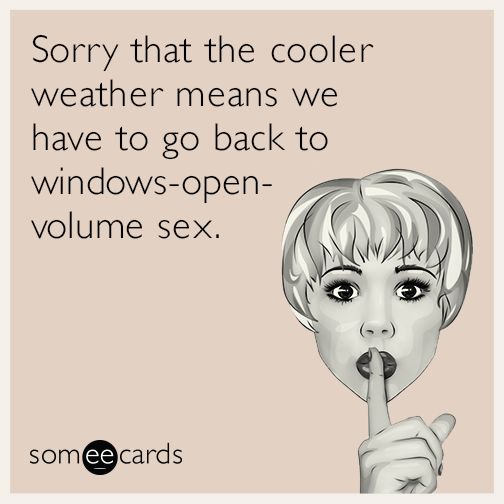 Sorry that the cooler
weather means we
have to go back to
windows-open-
volume sex.
someecards